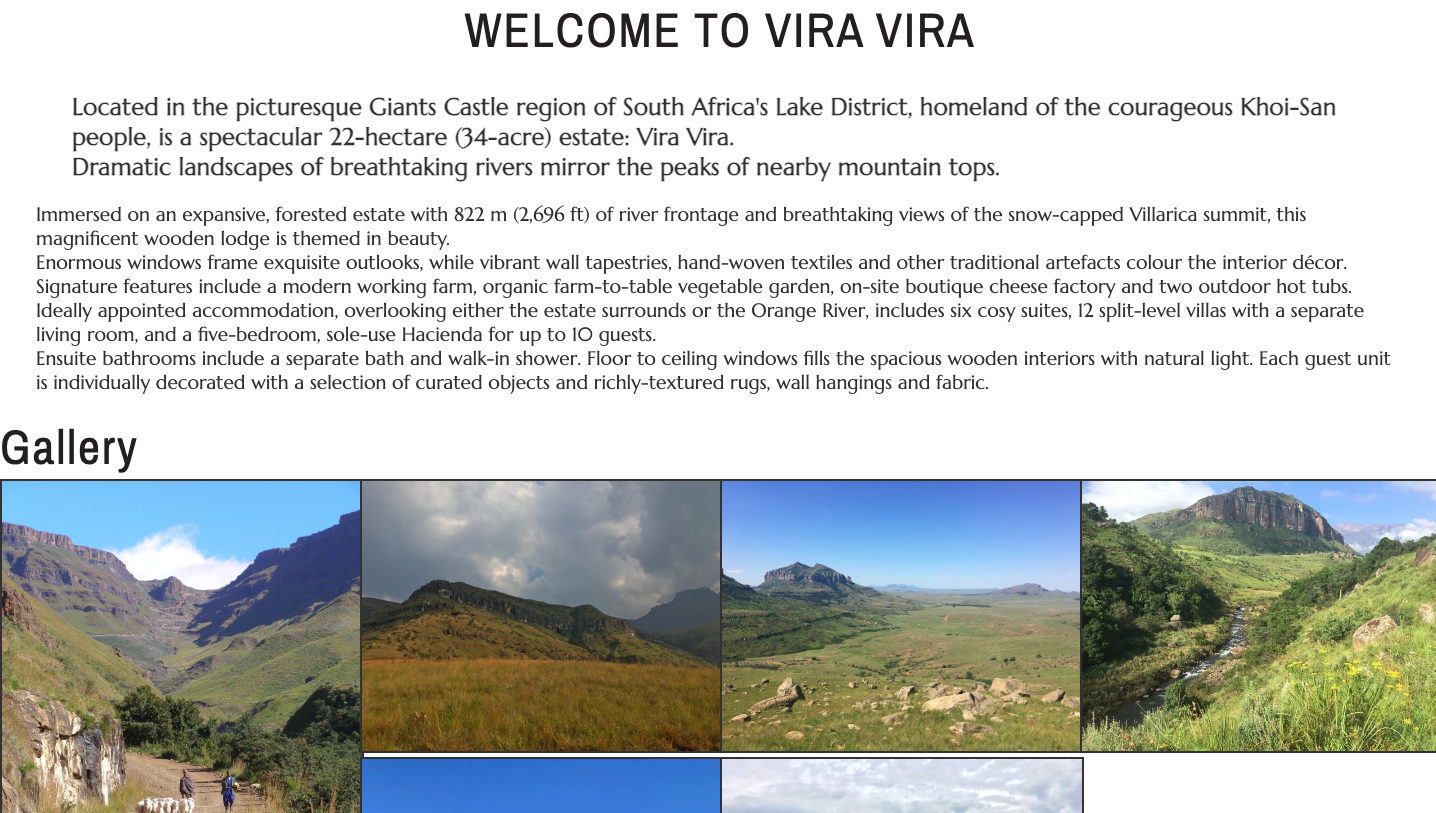 WELCOME TO VIRA VIRA
Located in the picturesque Giants Castle region of South Africa's Lake District, homeland of the courageous Khoi-San
people, is a spectacular 22-hectare (34-acre) estate: Vira Vira.
Dramatic landscapes of breathtaking rivers mirror the peaks of nearby mountain tops.
Immersed on an expansive, forested estate with 822 m (2,696 ft) of river frontage and breathtaking views of the snow-capped Villarica summit, this
magnificent wooden lodge is themed in beauty.
Enormous windows frame exquisite outlooks, while vibrant wall tapestries, hand-woven textiles and other traditional artefacts colour the interior décor.
Signature features include a modern working farm, organic farm-to-table vegetable garden, on-site boutique cheese factory and two outdoor hot tubs.
Ideally appointed accommodation, overlooking either the estate surrounds or the Orange River, includes six cosy suites, 12 split-level villas with a separate
living room, and a five-bedroom, sole-use Hacienda for up to 10 guests.
Ensuite bathrooms include a separate bath and walk-in shower. Floor to ceiling windows fills the spacious wooden interiors with natural light. Each guest unit
is individually decorated with a selection of curated objects and richly-textured rugs, wall hangings and fabric.
Gallery